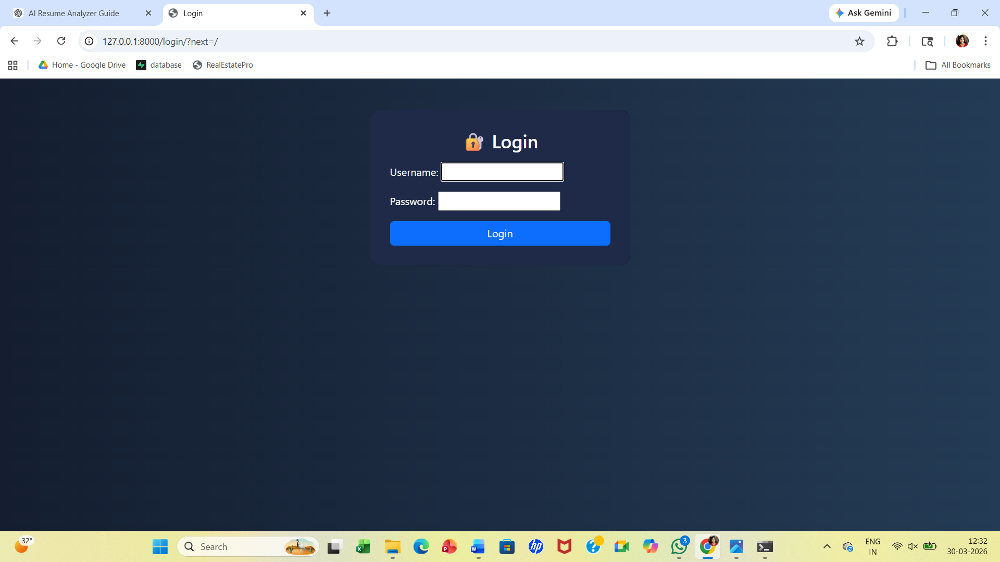 AI Resume Analyzer Guide
Login
Ask Gemini
127.0.0.1:8000/login/?next=/
Home - Google Drive
database
RealEstatePro
All Bookmarks
Login
Username:
Password:
Login
32°
Search
3
ENG
IN
12:32
30-03-2026